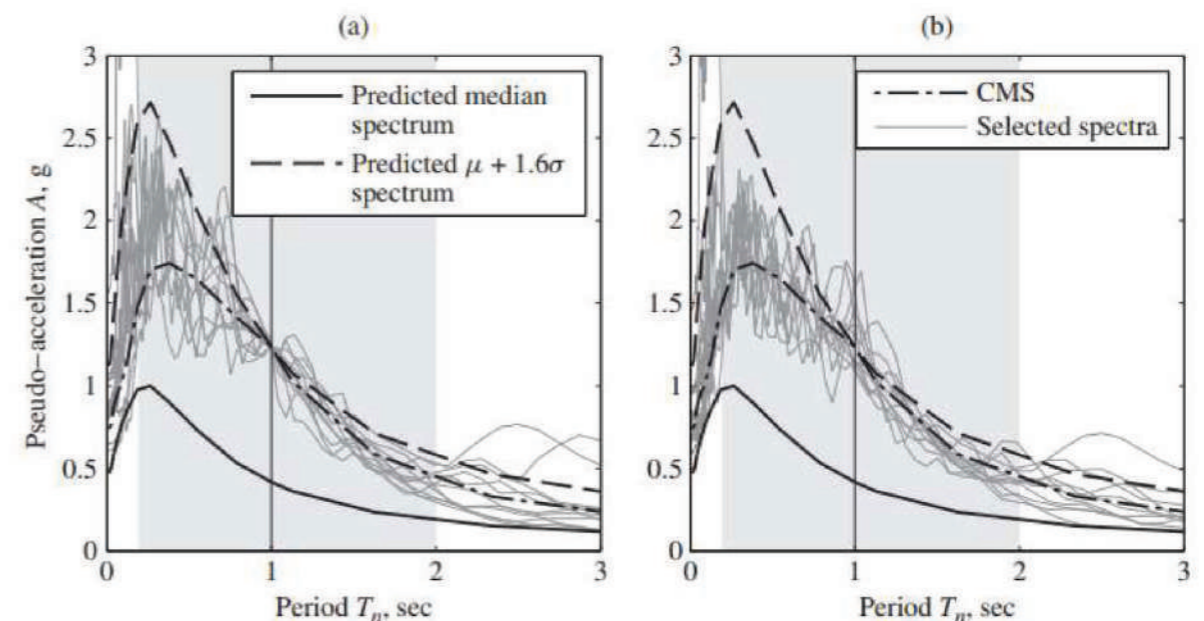 (a)
3
2.5
2
1.5
1
0.5
0
Pseudo–acceleration A, g
Predicted median
spectrum
Predicted μ + 1.6σ
spectrum
0 1 2 3
Period Tₙ, sec
(b)
3
2.5
2
1.5
1
0.5
0
CMS
Selected spectra
0 1 2 3
Period Tₙ, sec